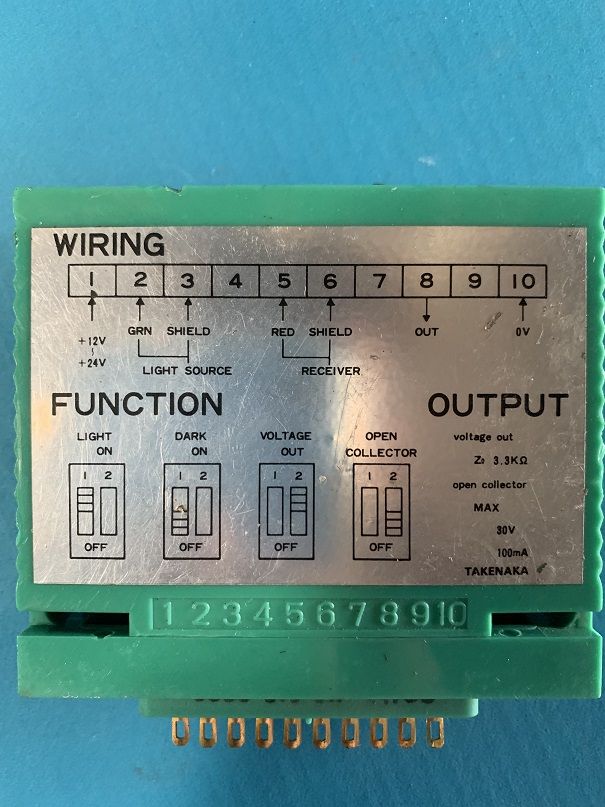 WIRING
1 2 3 4 5 6 7 8 9 10
+12V
~
+24V
GRN SHIELD RED SHIELD OUT 0V
LIGHT SOURCE RECEIVER
FUNCTION OUTPUT
LIGHT ON
DARK ON
VOLTAGE OUT
OPEN COLLECTOR
1 2 1 2 1 2 1 2
OFF OFF OFF OFF
voltage out
Zo 3.3KΩ
open collector
MAX
30V
100mA
TAKENAKA
1 2 3 4 5 6 7 8 9 10